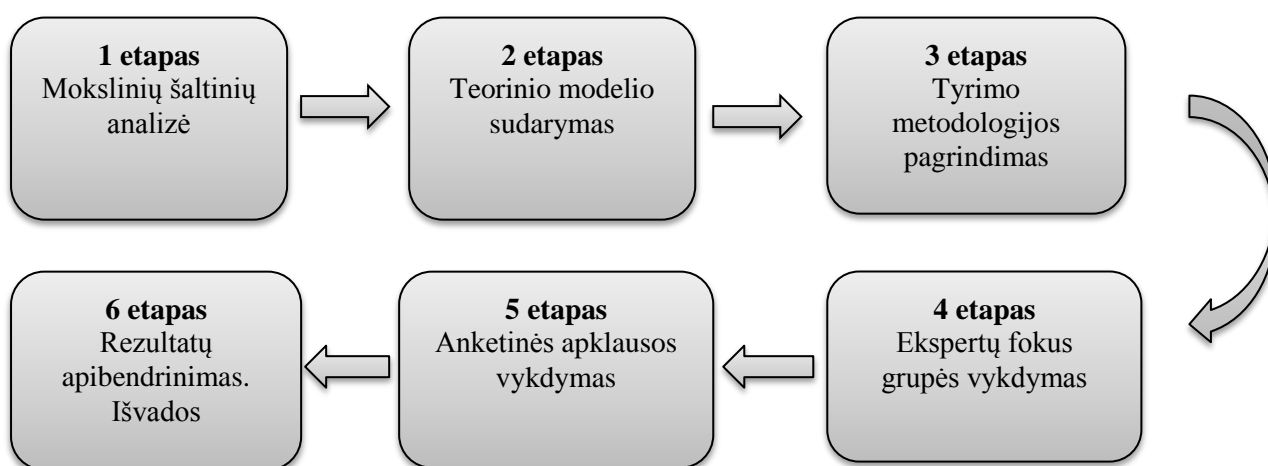 1 etapas
Mokslinių šaltinių
analizė
2 etapas
Teorinio modelio
sudarymas
3 etapas
Tyrimo
metodologijos
pagrindimas
4 etapas
Ekspertų fokus
grupės vykdymas
5 etapas
Anketinės apklausos
vykdymas
6 etapas
Rezultatų
apibendrinimas.
Išvados